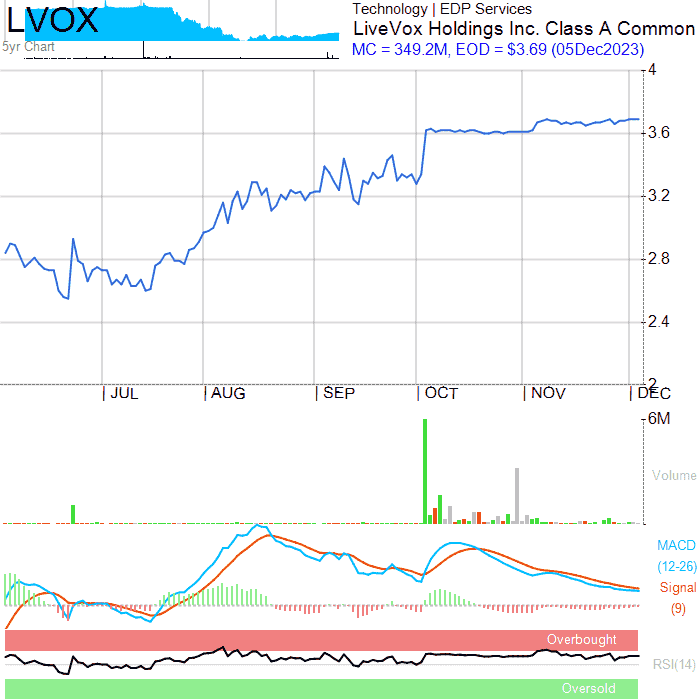 LVOX
5yr Chart
Technology | EDP Services
LiveVox Holdings Inc. Class A Common
MC = 349.2M, EOD = $3.69 (05Dec2023)
4
3.6
3.2
2.8
2.4
2
JUL AUG SEP OCT NOV DEC
6M
Volume
MACD
(12-26)
Signal
(9)
Overbought
RSI(14)
Oversold